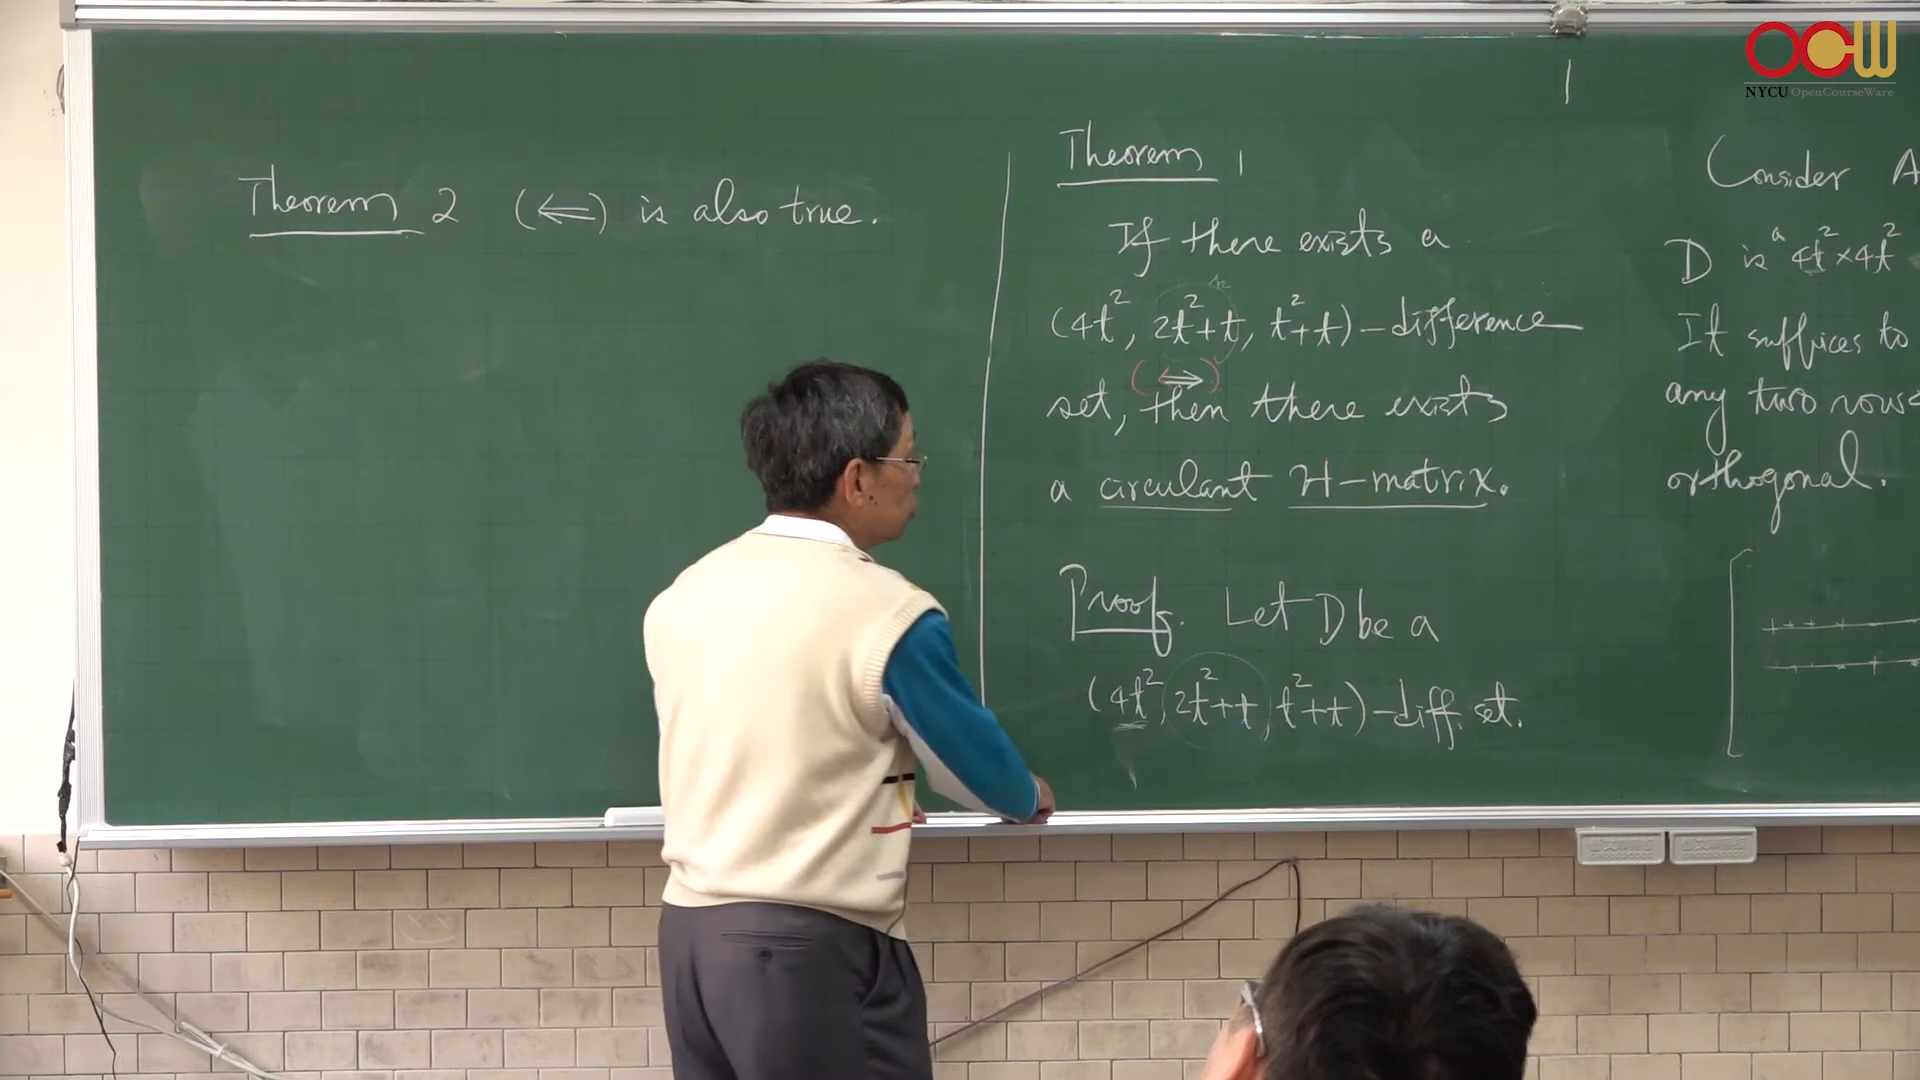 OCW
NYCU OpenCourseWare
Theorem 2 (⇐) is also true.
Theorem 1
If there exists a
(4t², 2t²+t, t²+t)-difference
(⇔)
set, then there exists
a circulant H-matrix.
Proof. Let D be a
(4t², 2t²+t, t²+t)-diff. set.
Consider A
D is a 4t²×4t²
It suffices to
any two rows
orthogonal.